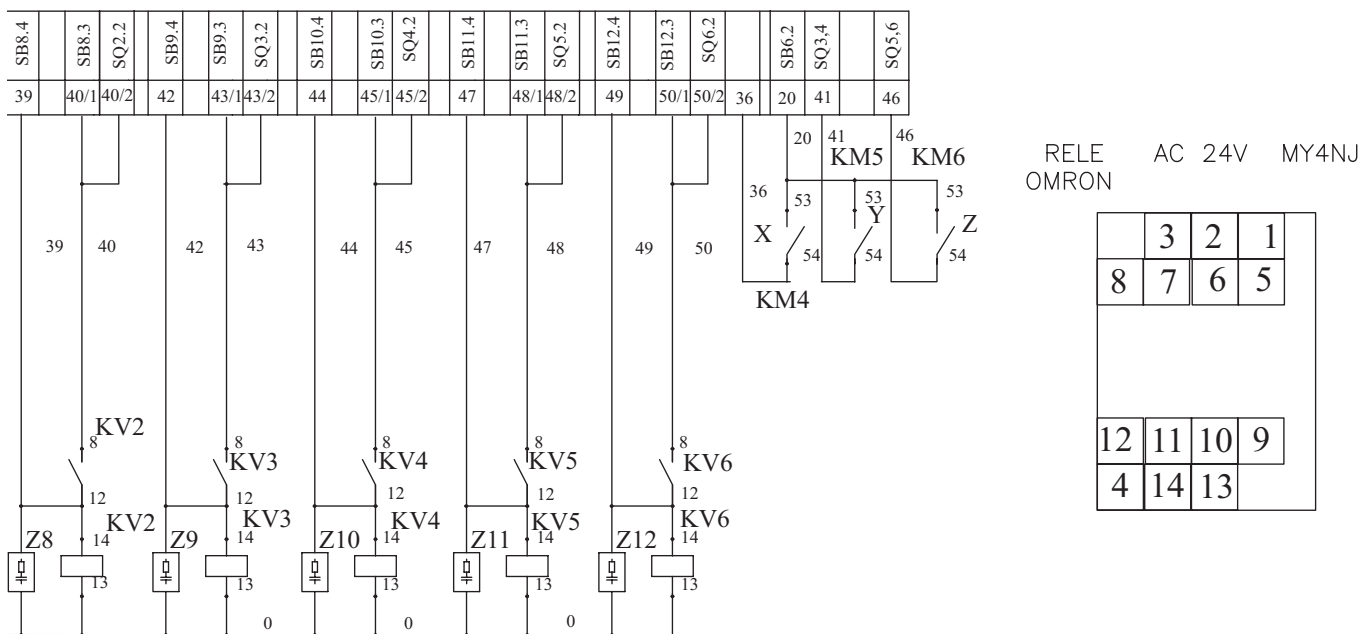 SB8.4 SB8.3 SQ2.2 SB9.4 SB9.3 SQ3.2 SB10.4 SB10.3 SQ4.2 SB11.4 SB11.3 SQ5.2 SB12.4 SB12.3 SQ6.2 SB6.2 SQ3,4 SQ5,6
39 40/1 40/2 42 43/1 43/2 44 45/1 45/2 47 48/1 48/2 49 50/1 50/2 36 20 41 46
20 41 46
KM5 KM6
36 53 53 53
X Y Z
54 54 54
KM4
39 40 42 43 44 45 47 48 49 50
KV2
8 8 8 8 8
KV3 KV4 KV5 KV6
12 12 12 12 12
KV2 KV3 KV4 KV5 KV6
Z8 14 Z9 14 Z10 14 Z11 14 Z12 14
13 13 13 13 13
0 0 0
RELE AC 24V MY4NJ
OMRON
3 2 1
8 7 6 5
12 11 10 9
4 14 13